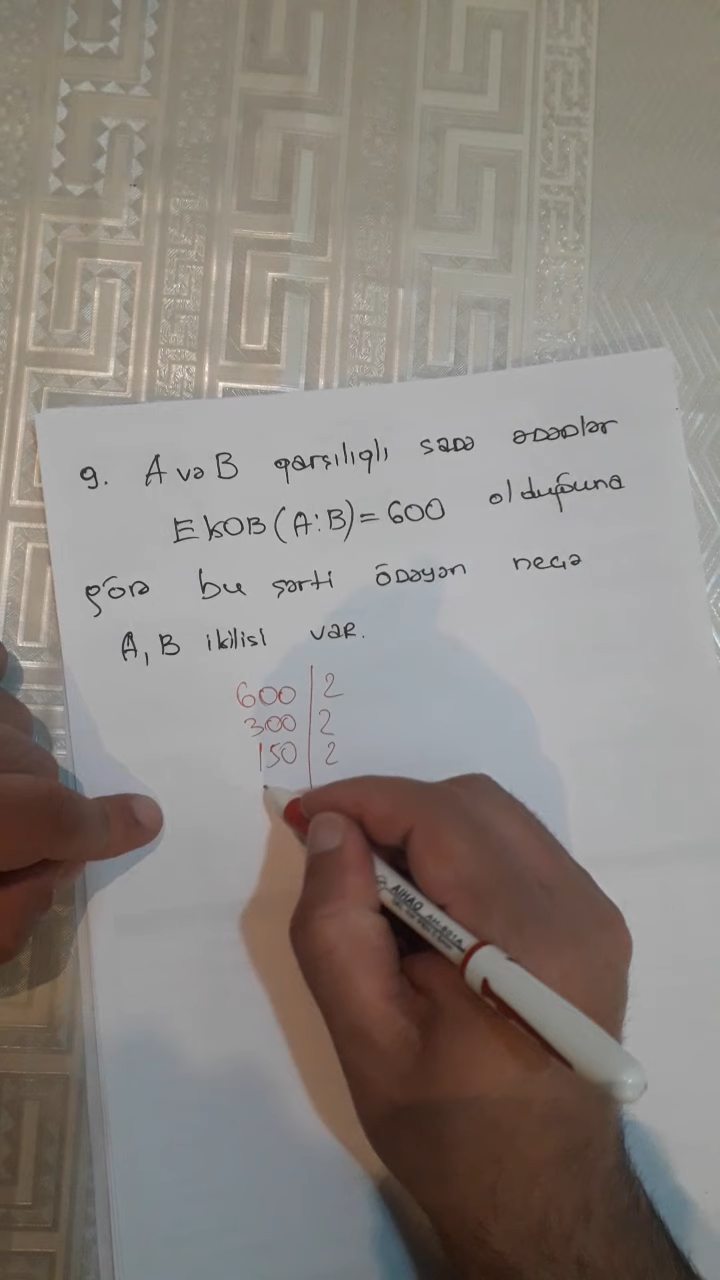 9. A və B qarşılıqlı sadə ədədlər
ƏKOB (A:B) = 600 olduğuna
görə bu şərti ödəyən neçə
A, B ikilisi var.
600 | 2
300 | 2
150 | 2
AIHAO